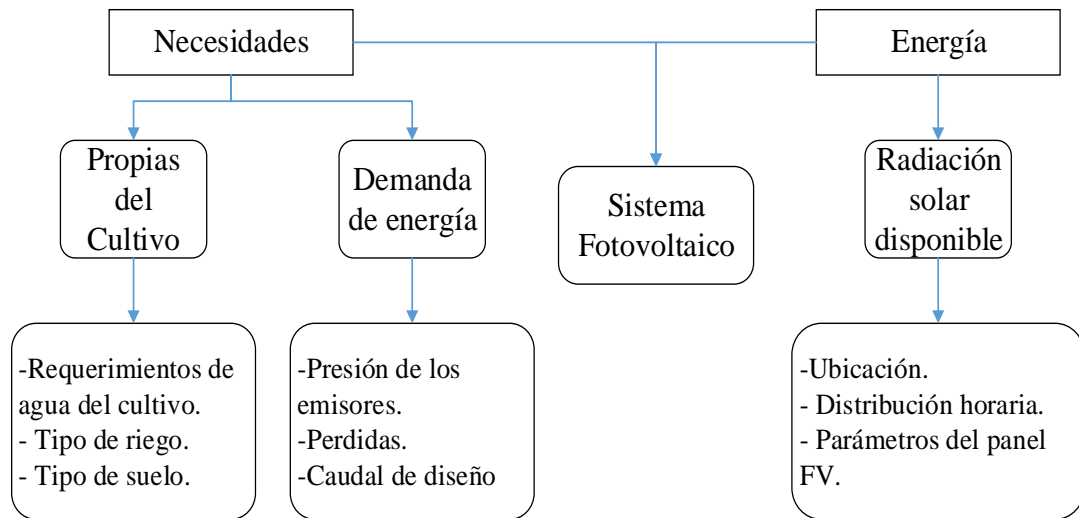 Necesidades
Energía
Propias
del
Cultivo
Demanda
de energía
Sistema
Fotovoltaico
Radiación
solar
disponible
-Requerimientos de
agua del cultivo.
- Tipo de riego.
- Tipo de suelo.
-Presión de los
emisores.
-Perdidas.
-Caudal de diseño
-Ubicación.
- Distribución horaria.
- Parámetros del panel
FV.